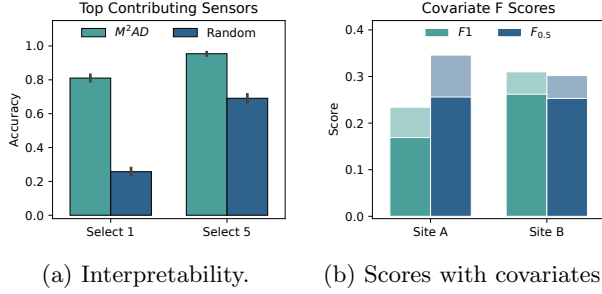 Top Contributing Sensors
M²AD Random
1.0
0.8
0.6
0.4
0.2
0.0
Accuracy
Select 1 Select 5
(a) Interpretability.
Covariate F Scores
F1 F₀.₅
0.4
0.3
0.2
0.1
0.0
Score
Site A Site B
(b) Scores with covariates